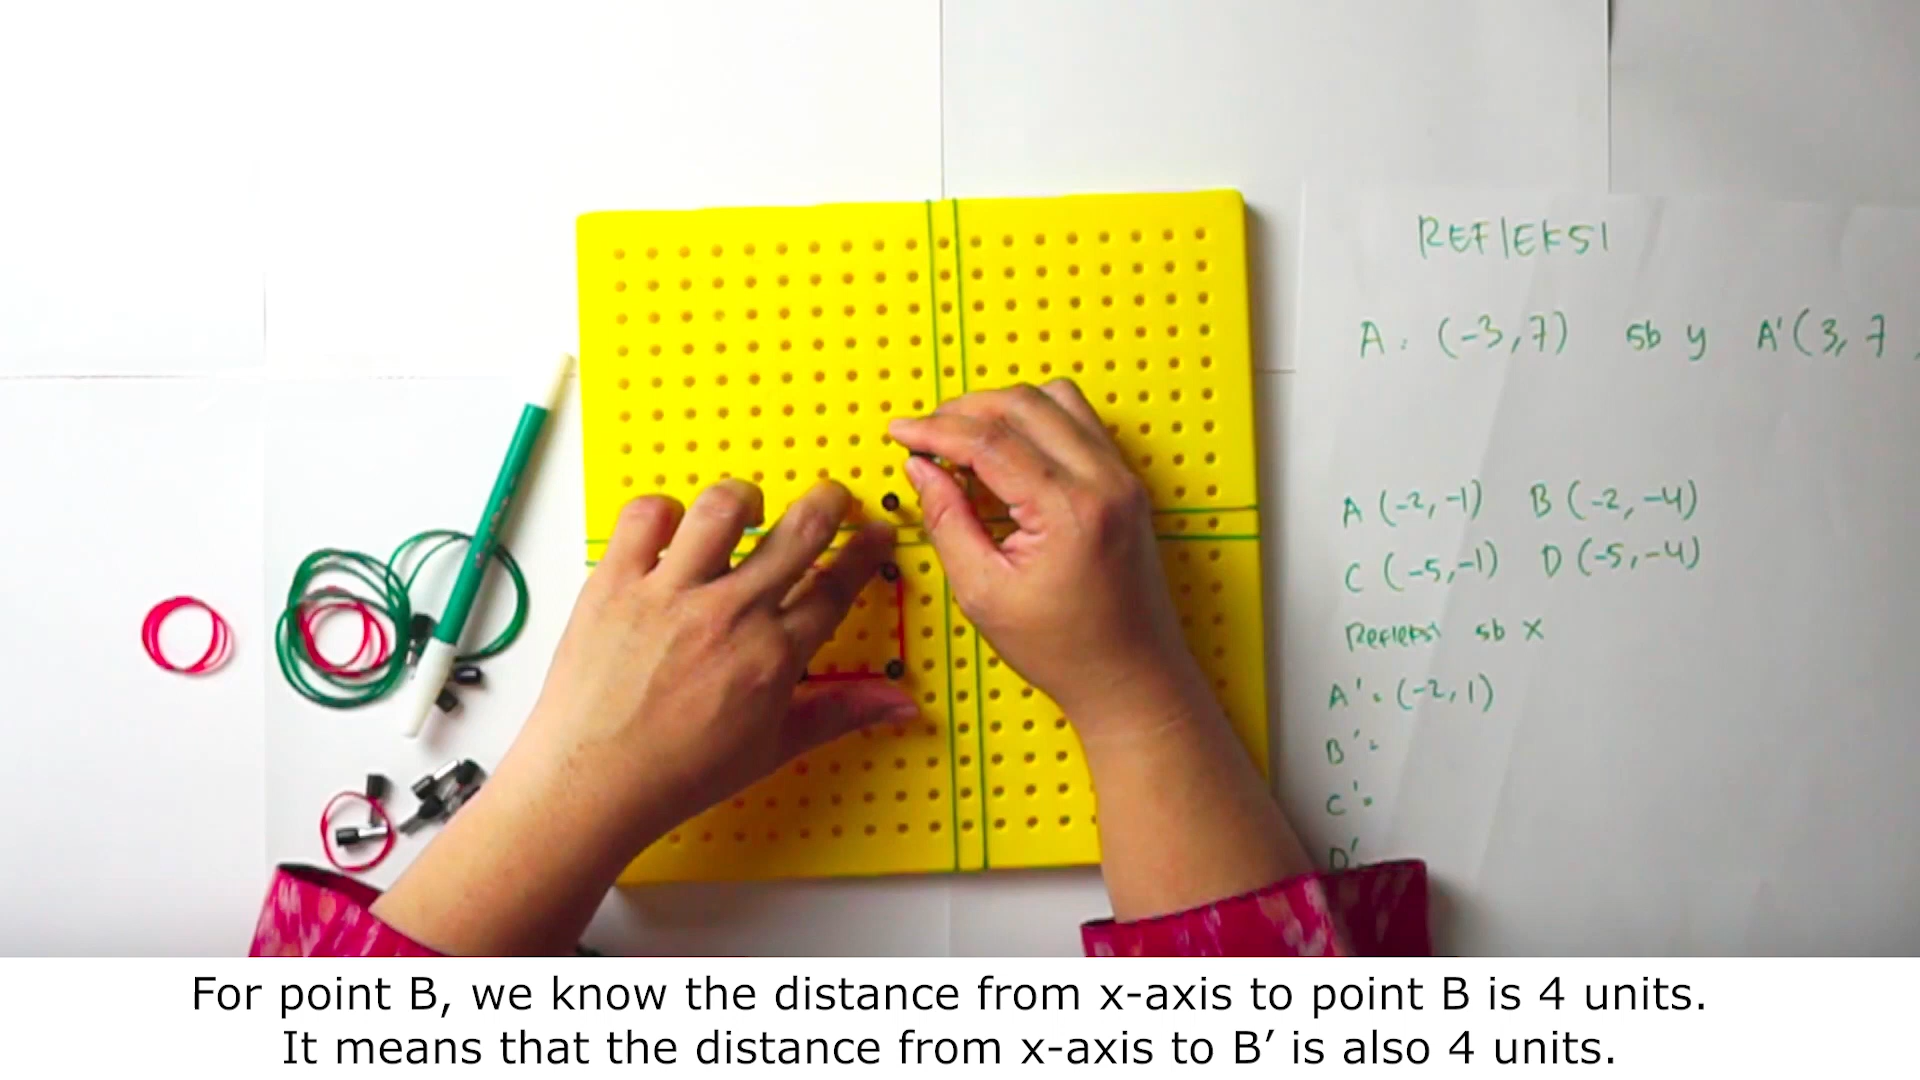 REFLEKSI
A : (-3,7) sb y A'(3,7
A (-2,-1) B (-2,-4)
C (-5,-1) D (-5,-4)
Refleksi sb x
A' = (-2,1)
B' =
C' =
D'
For point B, we know the distance from x-axis to point B is 4 units.
It means that the distance from x-axis to B’ is also 4 units.